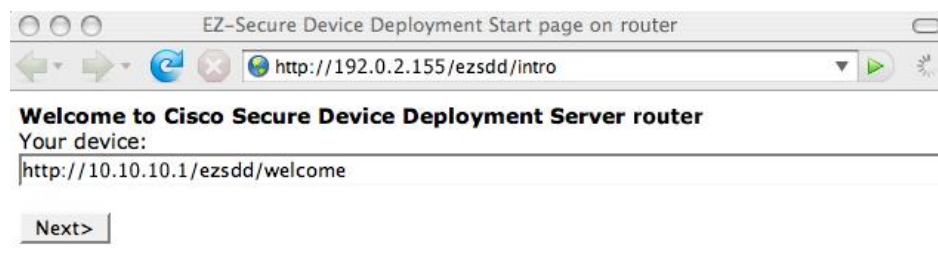 EZ-Secure Device Deployment Start page on router
http://192.0.2.155/ezsdd/intro
Welcome to Cisco Secure Device Deployment Server router
Your device:
http://10.10.10.1/ezsdd/welcome
Next>